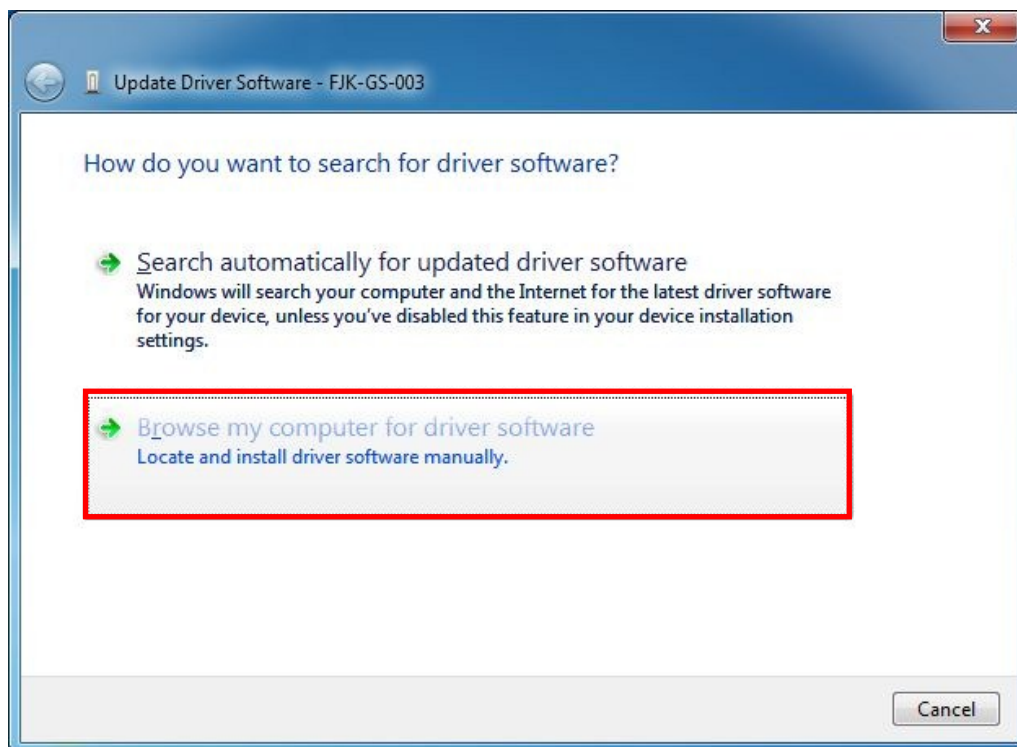 Update Driver Software - FJK-GS-003
How do you want to search for driver software?
Search automatically for updated driver software
Windows will search your computer and the Internet for the latest driver software
for your device, unless you've disabled this feature in your device installation
settings.
Browse my computer for driver software
Locate and install driver software manually.
Cancel